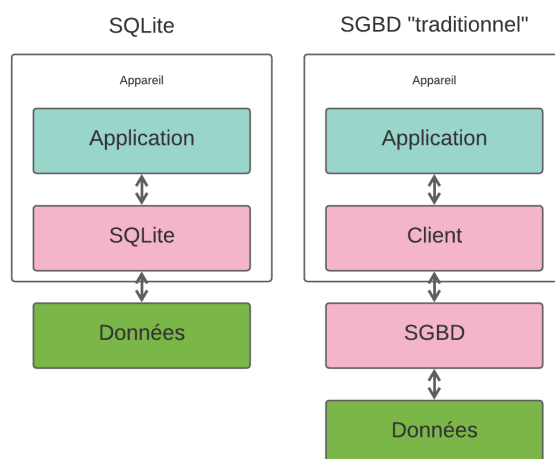 SQLite
Appareil
Application
SQLite
Données
SGBD "traditionnel"
Appareil
Application
Client
SGBD
Données